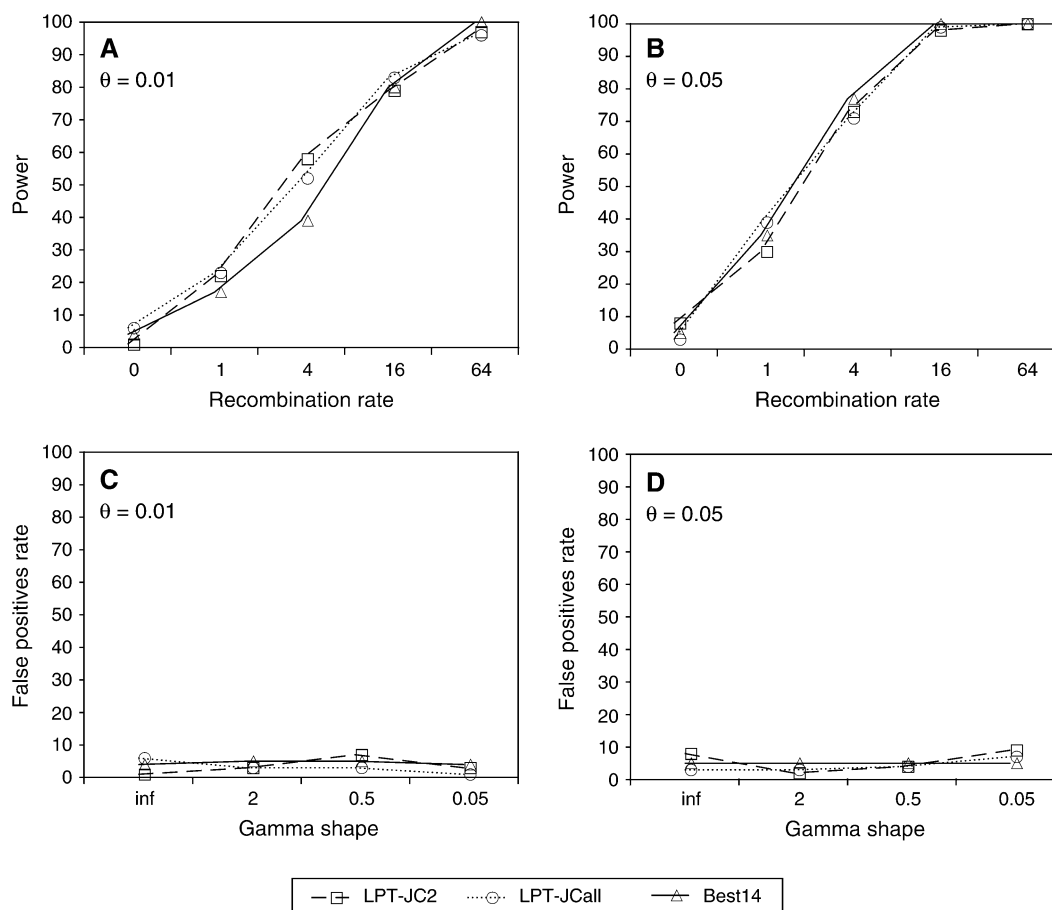 A
θ = 0.01
Power
100
90
80
70
60
50
40
30
20
10
0
0 1 4 16 64
Recombination rate
B
θ = 0.05
Power
100
90
80
70
60
50
40
30
20
10
0
0 1 4 16 64
Recombination rate
C
θ = 0.01
False positives rate
100
90
80
70
60
50
40
30
20
10
0
inf 2 0.5 0.05
Gamma shape
D
θ = 0.05
False positives rate
100
90
80
70
60
50
40
30
20
10
0
inf 2 0.5 0.05
Gamma shape
LPT-JC2 LPT-JCall Best14